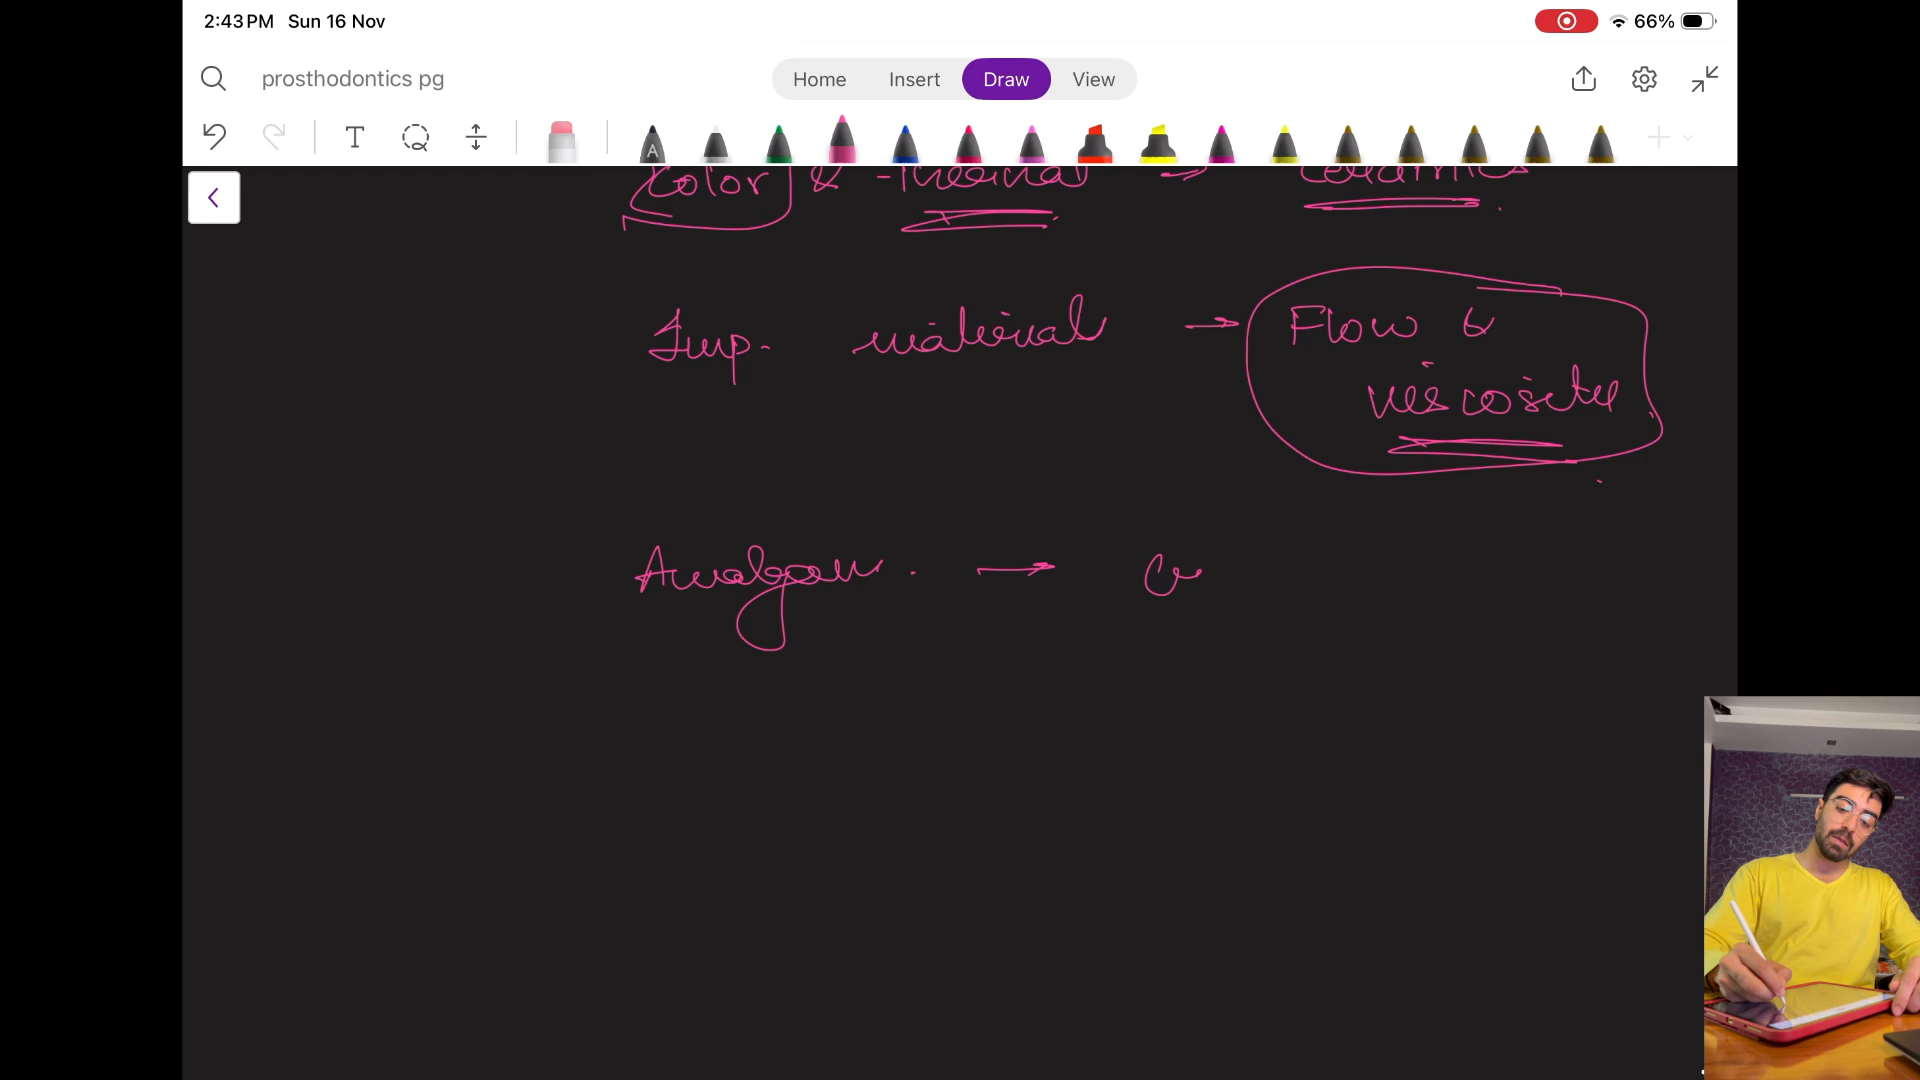 2:43 PM Sun 16 Nov
66%
prosthodontics pg
Home Insert Draw View
T
A
Color & Thermal → Ceramics
Imp. material → Flow &
viscosity
Amalgam. →